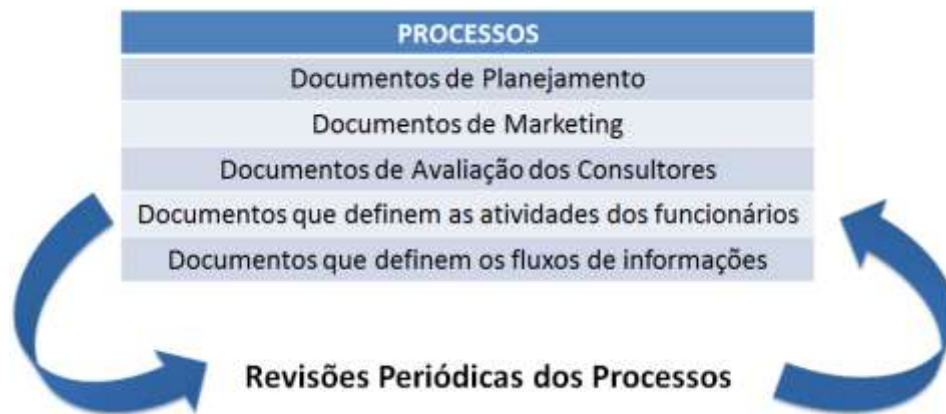 PROCESSOS
Documentos de Planejamento
Documentos de Marketing
Documentos de Avaliação dos Consultores
Documentos que definem as atividades dos funcionários
Documentos que definem os fluxos de informações
Revisões Periódicas dos Processos